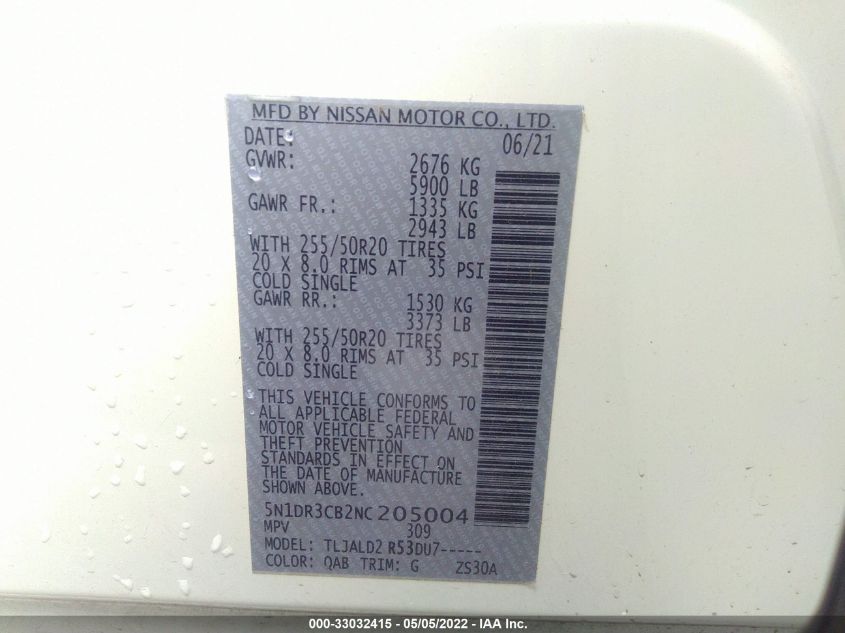 MFD BY NISSAN MOTOR CO., LTD.
DATE: 06/21
GVWR: 2676 KG
5900 LB
GAWR FR.: 1335 KG
2943 LB
WITH 255/50R20 TIRES
20 X 8.0 RIMS AT 35 PSI
COLD SINGLE
GAWR RR.: 1530 KG
3373 LB
WITH 255/50R20 TIRES
20 X 8.0 RIMS AT 35 PSI
COLD SINGLE
THIS VEHICLE CONFORMS TO
ALL APPLICABLE FEDERAL
MOTOR VEHICLE SAFETY AND
THEFT PREVENTION
STANDARDS IN EFFECT ON
THE DATE OF MANUFACTURE
SHOWN ABOVE.
5N1DR3CB2NC205004
MPV 309
MODEL: TLJALD2 R53DU7-----
COLOR: QAB TRIM: G ZS30A
000-33032415 - 05/05/2022 - IAA Inc.